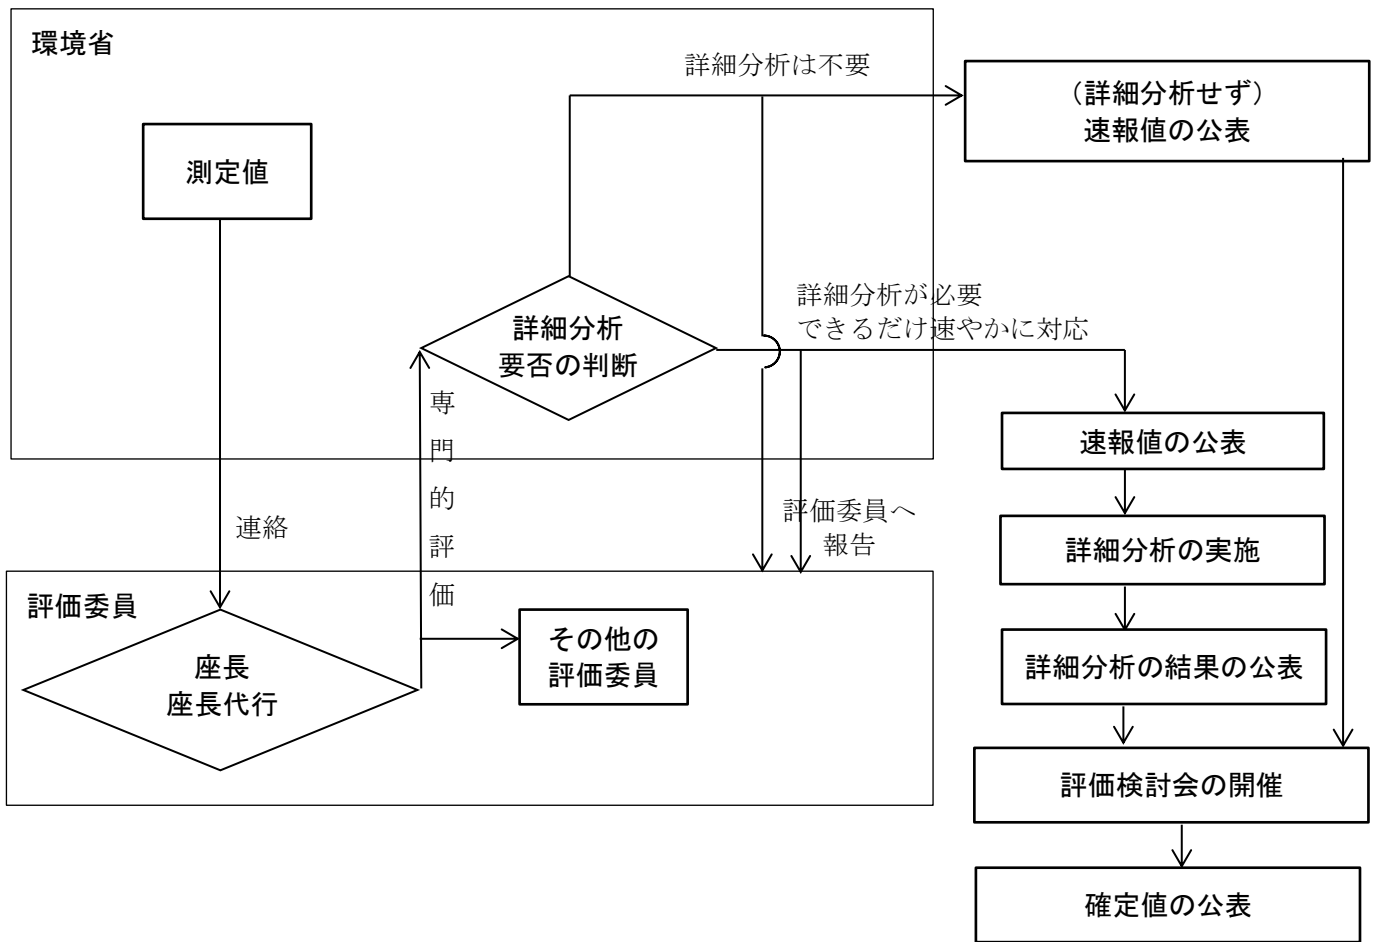 環境省
測定値
詳細分析は不要
（詳細分析せず）
速報値の公表
詳細分析
要否の判断
詳細分析が必要
できるだけ速やかに対応
専門的評価
連絡
評価委員へ
報告
速報値の公表
詳細分析の実施
詳細分析の結果の公表
評価委員
座長
座長代行
その他の
評価委員
評価検討会の開催
確定値の公表